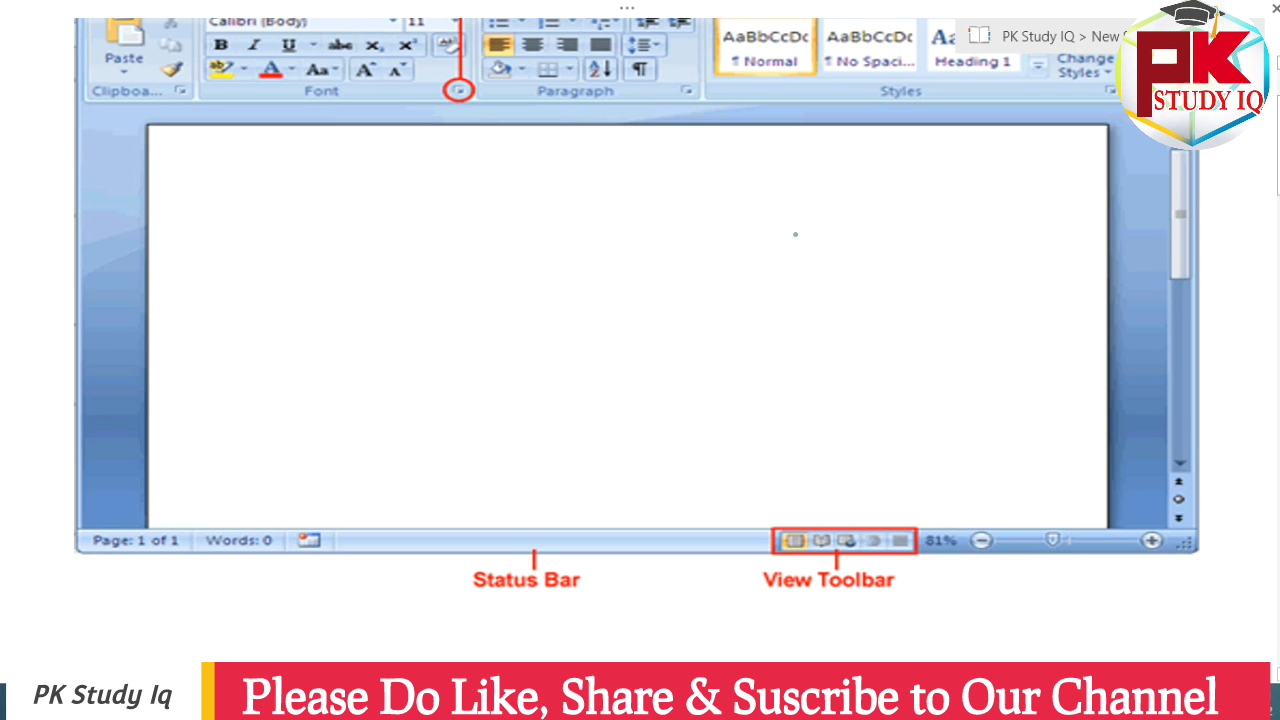 ...
PK Study IQ > New
PK
STUDY IQ
Calibri (Body) 11
B I U abc x, x²
Aa A A
Paste
Clipboa...
Font
Paragraph
AaBbCcDc AaBbCcDc
¶ Normal ¶ No Spaci... Heading 1
Change
Styles
Styles
Page: 1 of 1 Words: 0 81%
Status Bar View Toolbar
PK Study Iq
Please Do Like, Share & Suscribe to Our Channel